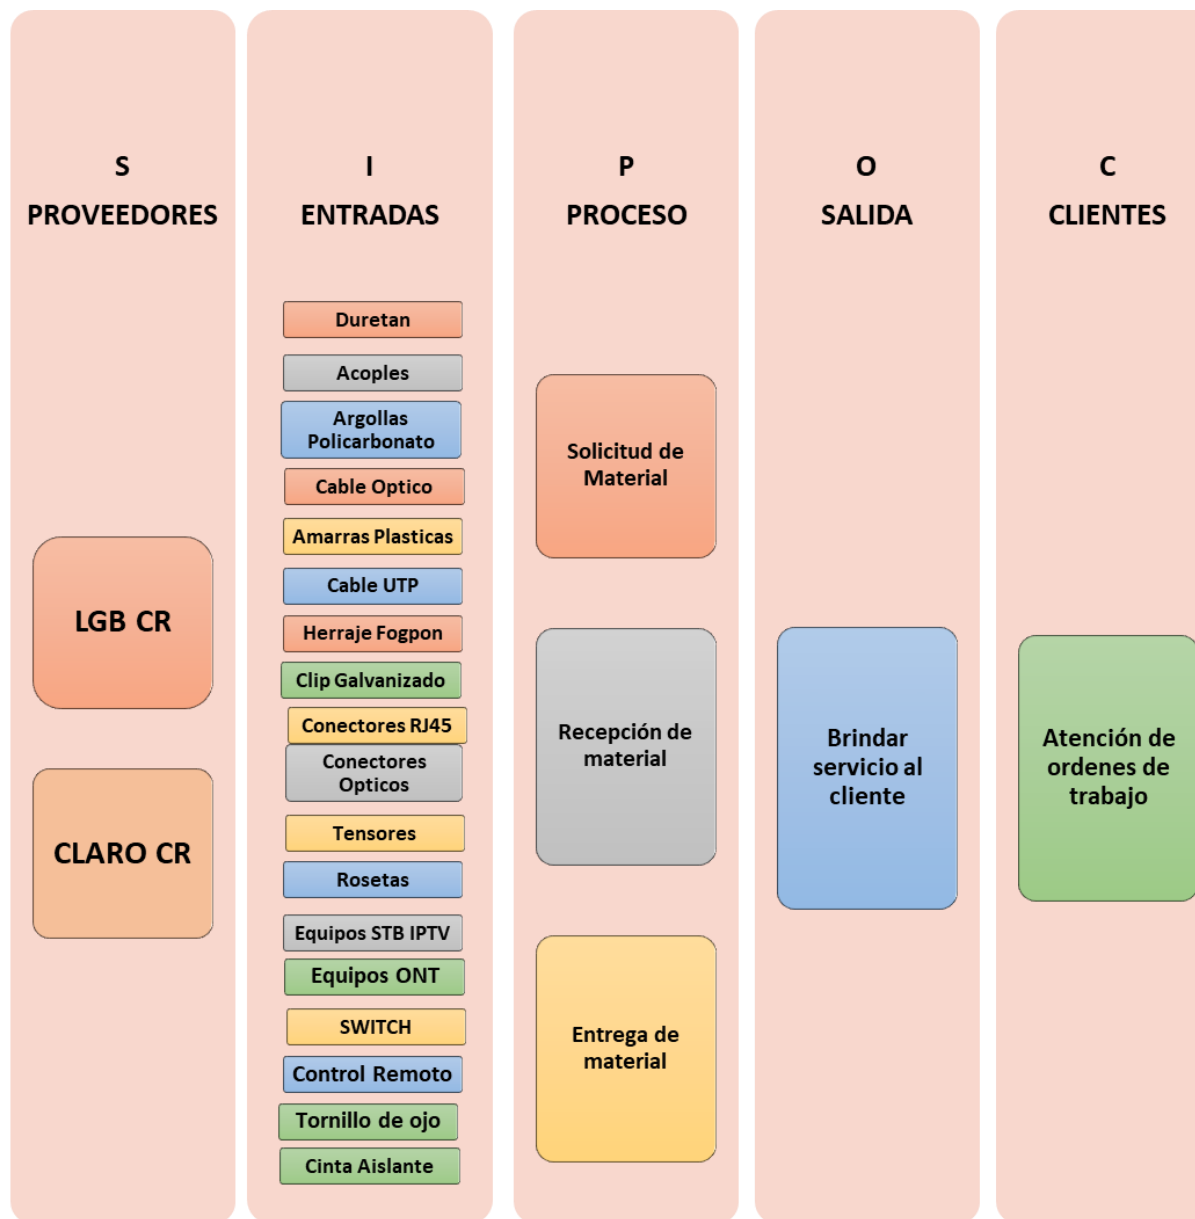 S
PROVEEDORES
LGB CR
CLARO CR
I
ENTRADAS
Duretan
Acoples
Argollas
Policarbonato
Cable Optico
Amarras Plasticas
Cable UTP
Herraje Fogpon
Clip Galvanizado
Conectores RJ45
Conectores
Opticos
Tensores
Rosetas
Equipos STB IPTV
Equipos ONT
SWITCH
Control Remoto
Tornillo de ojo
Cinta Aislante
P
PROCESO
Solicitud de
Material
Recepción de
material
Entrega de
material
O
SALIDA
Brindar
servicio al
cliente
C
CLIENTES
Atención de
ordenes de
trabajo